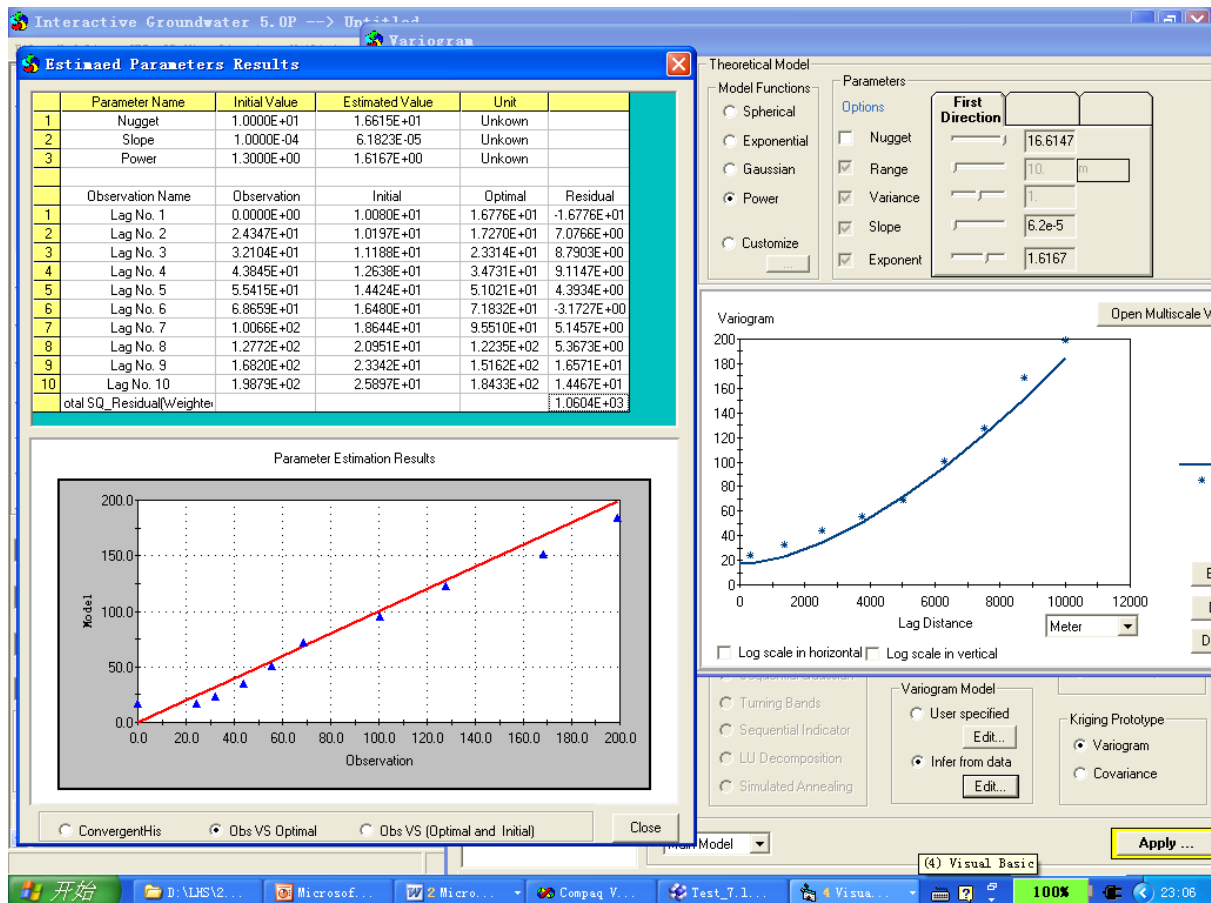 Interactive Groundwater 5.0P --> Untitled
Variogram
Estimaed Parameters Results
Parameter Name Initial Value Estimated Value Unit
1 Nugget 1.0000E+01 1.6615E+01 Unkown
2 Slope 1.0000E-04 6.1823E-05 Unkown
3 Power 1.3000E+00 1.6167E+00 Unkown
Observation Name Observation Initial Optimal Residual
1 Lag No. 1 0.0000E+00 1.0080E+01 1.6776E+01 -1.6776E+01
2 Lag No. 2 2.4347E+01 1.0197E+01 1.7270E+01 7.0766E+00
3 Lag No. 3 3.2104E+01 1.1188E+01 2.3314E+01 8.7903E+00
4 Lag No. 4 4.3845E+01 1.2638E+01 3.4731E+01 9.1147E+00
5 Lag No. 5 5.5415E+01 1.4424E+01 5.1021E+01 4.3934E+00
6 Lag No. 6 6.8659E+01 1.6480E+01 7.1832E+01 -3.1727E+00
7 Lag No. 7 1.0066E+02 1.8644E+01 9.5510E+01 5.1457E+00
8 Lag No. 8 1.2772E+02 2.0951E+01 1.2235E+02 5.3673E+00
9 Lag No. 9 1.6820E+02 2.3342E+01 1.5162E+02 1.6571E+01
10 Lag No. 10 1.9879E+02 2.5897E+01 1.8433E+02 1.4467E+01
otal SQ_Residual(Weighte 1.0604E+03
Parameter Estimation Results
200.0
150.0
100.0
50.0
0.0
Model
0.0 20.0 40.0 60.0 80.0 100.0 120.0 140.0 160.0 180.0 200.0
Observation
ConvergentHis Obs VS Optimal Obs VS (Optimal and Initial) Close
Theoretical Model
Model Functions
Spherical
Exponential
Gaussian
Power
Customize
...
Parameters
Options
First
Direction
Nugget 16.6147
Range 10. m
Variance 1.
Slope 6.2e-5
Exponent 1.6167
Variogram
Open Multiscale V
200
180
160
140
120
100
80
60
40
20
0
0 2000 4000 6000 8000 10000 12000
Lag Distance
Meter
Log scale in horizontal Log scale in vertical
E
D
Sequential Gaussian
Turning Bands
Sequential Indicator
LU Decomposition
Simulated Annealing
Variogram Model
User specified
Edit...
Infer from data
Edit...
Kriging Prototype
Variogram
Covariance
Main Model
Apply ...
(4) Visual Basic
开始 D:\LHS\2... Microsof... 2 Micro... Compaq V... Test_7.1... 4 Visua... 100% 23:06